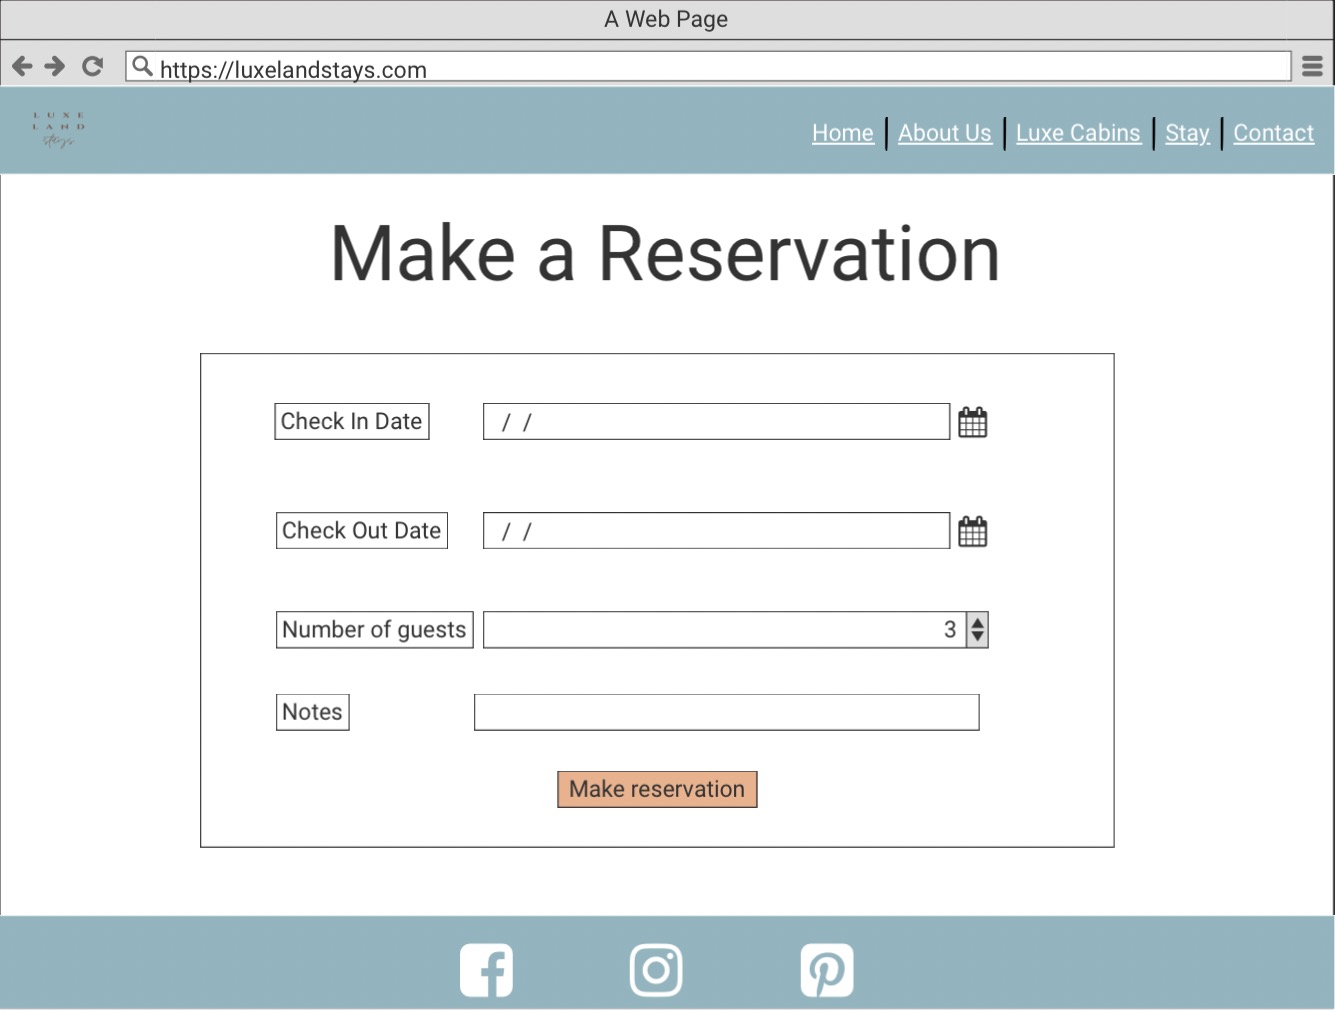 A Web Page
https://luxelandstays.com
LUXE
LAND
stays
Home | About Us | Luxe Cabins | Stay | Contact
Make a Reservation
Check In Date / /
Check Out Date / /
Number of guests 3
Notes
Make reservation